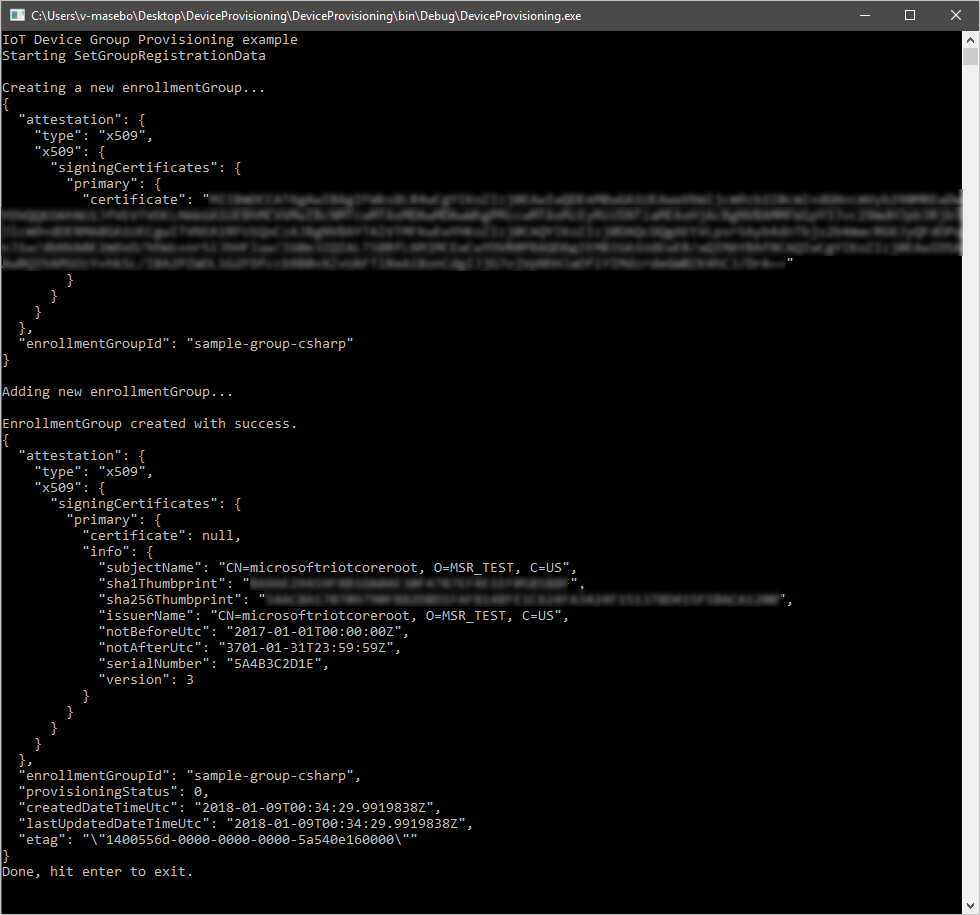 C:\Users\v-masebo\Desktop\DeviceProvisioning\DeviceProvisioning\bin\Debug\DeviceProvisioning.exe
IoT Device Group Provisioning example
Starting SetGroupRegistrationData
Creating a new enrollmentGroup...
{
"attestation": {
"type": "x509",
"x509": {
"signingCertificates": {
"primary": {
"certificate": "
"
}
}
}
},
"enrollmentGroupId": "sample-group-csharp"
}
Adding new enrollmentGroup...
EnrollmentGroup created with success.
{
"attestation": {
"type": "x509",
"x509": {
"signingCertificates": {
"primary": {
"certificate": null,
"info": {
"subjectName": "CN=microsoftriotcoreroot, O=MSR_TEST, C=US",
"sha1Thumbprint": "",
"sha256Thumbprint": "",
"issuerName": "CN=microsoftriotcoreroot, O=MSR_TEST, C=US",
"notBeforeUtc": "2017-01-01T00:00:00Z",
"notAfterUtc": "3701-01-31T23:59:59Z",
"serialNumber": "5A4B3C2D1E",
"version": 3
}
}
}
}
},
"enrollmentGroupId": "sample-group-csharp",
"provisioningStatus": 0,
"createdDateTimeUtc": "2018-01-09T00:34:29.9919838Z",
"lastUpdatedDateTimeUtc": "2018-01-09T00:34:29.9919838Z",
"etag": "\"1400556d-0000-0000-0000-5a540e160000\""
}
Done, hit enter to exit.